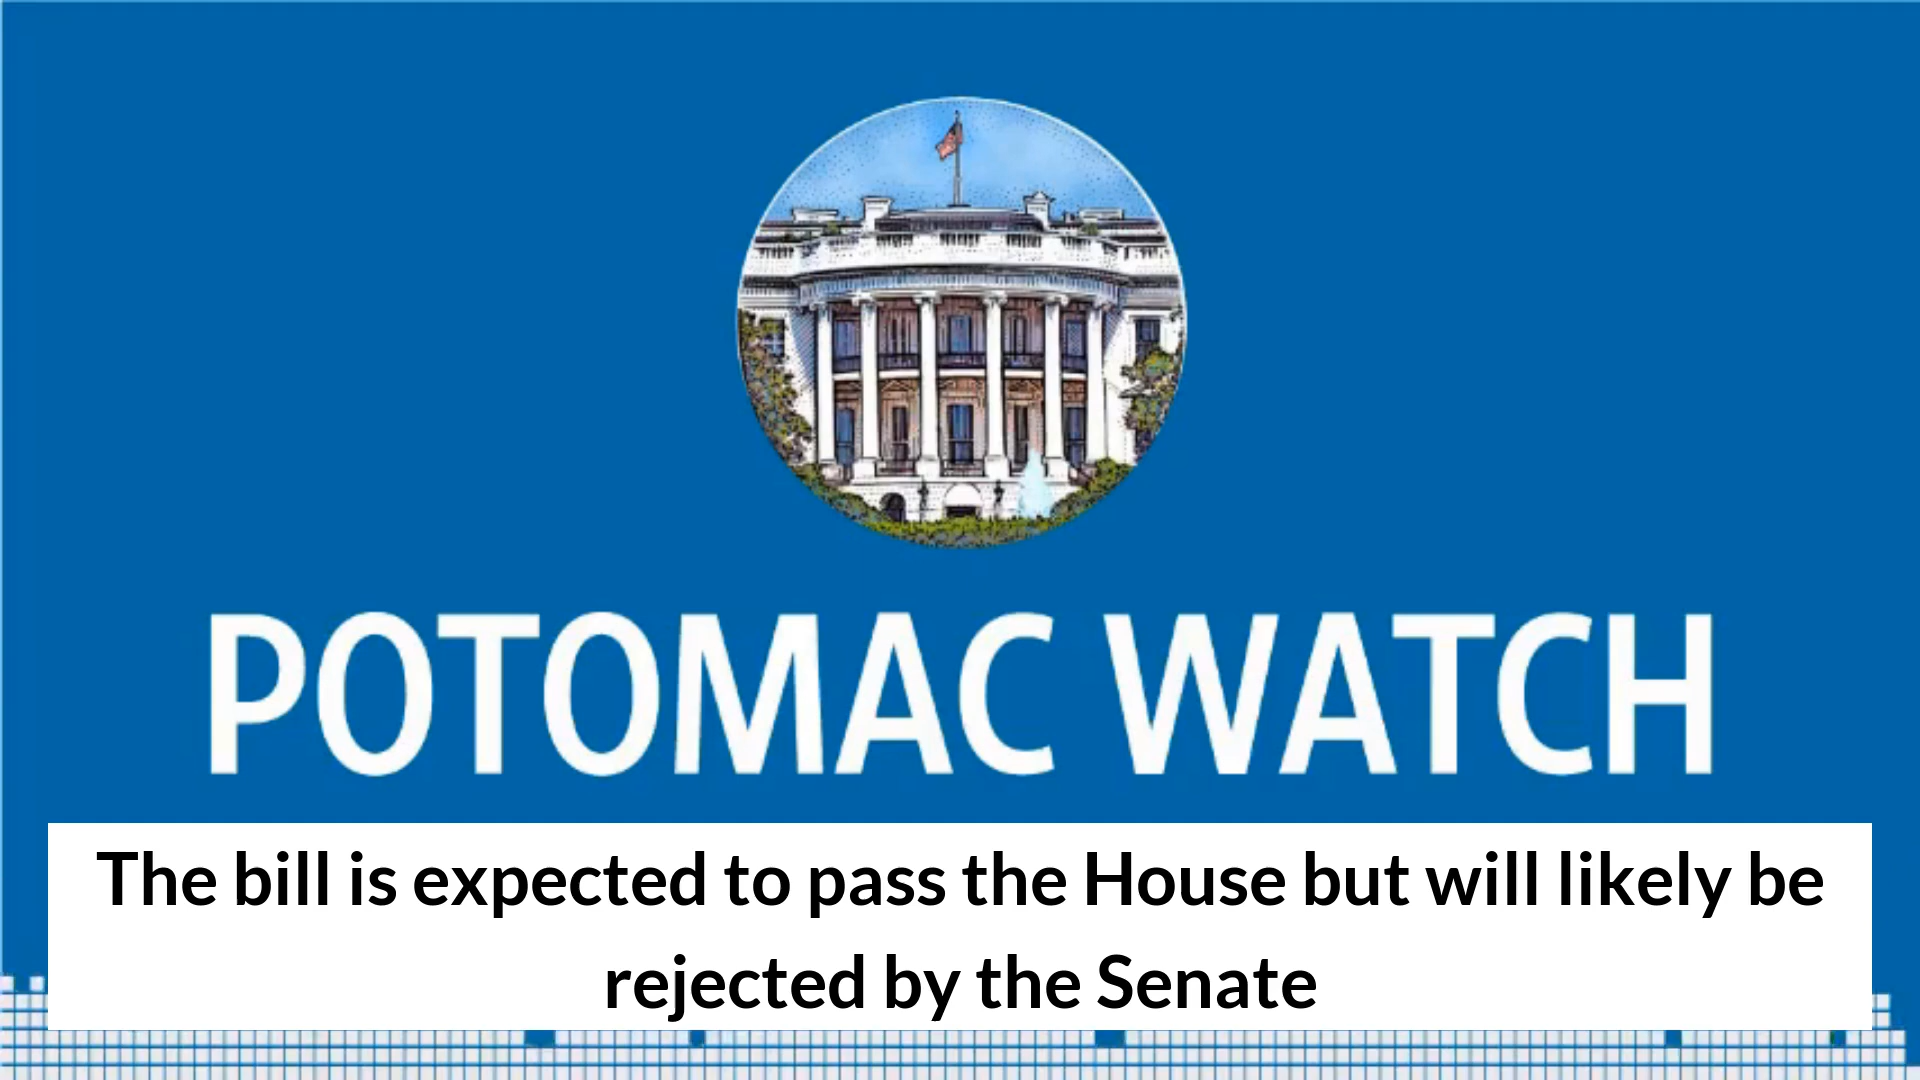 POTOMAC WATCH
The bill is expected to pass the House but will likely be
rejected by the Senate